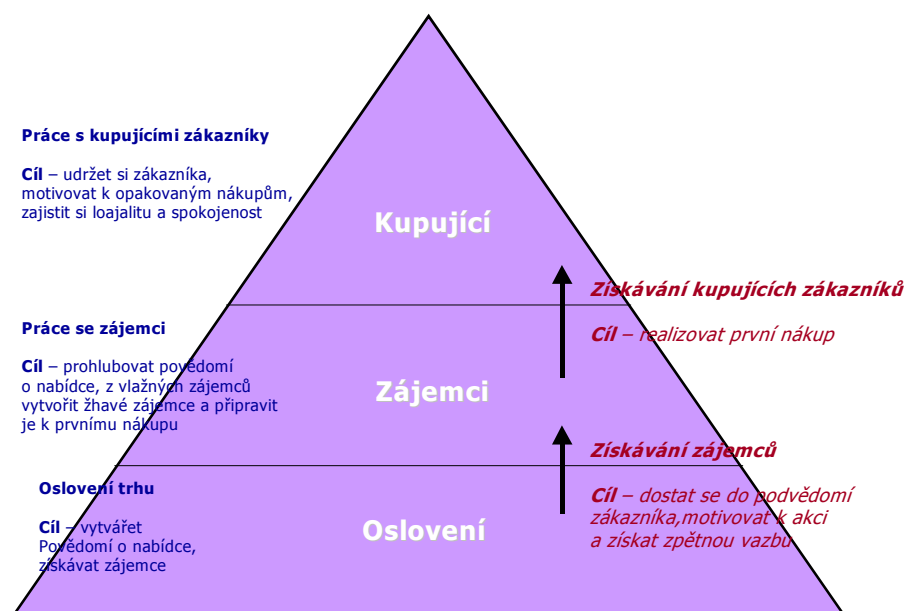 Práce s kupujícími zákazníky
Cíl – udržet si zákazníka,
motivovat k opakovaným nákupům,
zajistit si loajalitu a spokojenost
Kupující
Získávání kupujících zákazníků
Cíl – realizovat první nákup
Práce se zájemci
Cíl – prohlubovat povědomí
o nabídce, z vlažných zájemců
vytvořit žhavé zájemce a připravit
je k prvnímu nákupu
Zájemci
Získávání zájemců
Cíl – dostat se do podvědomí
zákazníka,motivovat k akci
a získat zpětnou vazbu
Oslovení trhu
Cíl – vytvářet
Povědomí o nabídce,
získávat zájemce
Oslovení